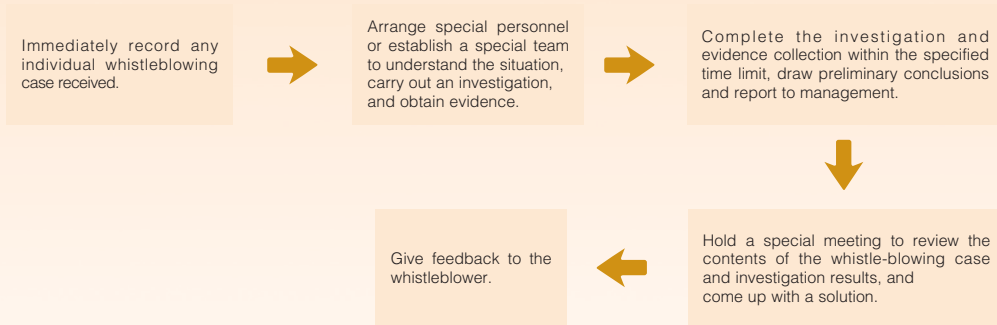 Immediately record any
individual whistleblowing
case received.
Arrange special personnel
or establish a special team
to understand the situation,
carry out an investigation,
and obtain evidence.
Complete the investigation and
evidence collection within the specified
time limit, draw preliminary conclusions
and report to management.
Hold a special meeting to review the
contents of the whistle-blowing case
and investigation results, and
come up with a solution.
Give feedback to the
whistleblower.